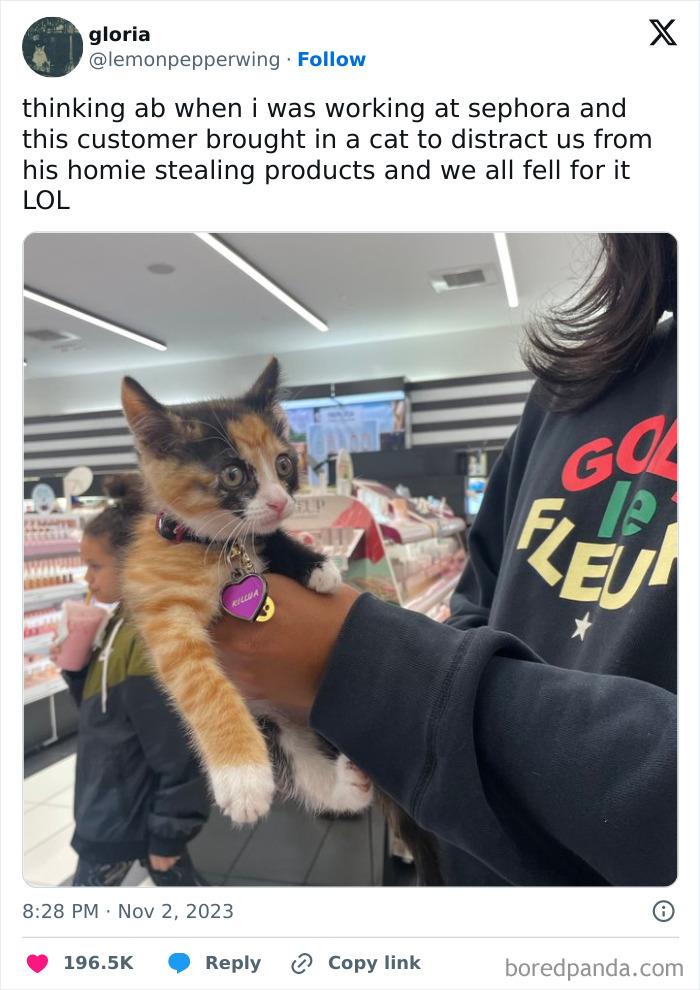 gloria
@lemonpepperwing · Follow
thinking ab when i was working at sephora and
this customer brought in a cat to distract us from
his homie stealing products and we all fell for it
LOL
GOL
le
FLEUR
KILLUA
8:28 PM · Nov 2, 2023
196.5K Reply Copy link
boredpanda.com